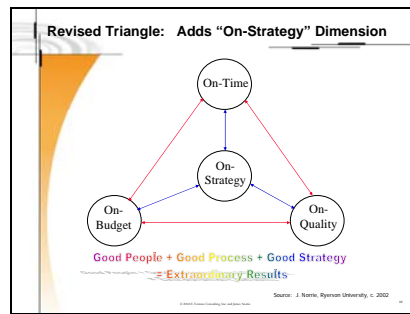 Revised Triangle: Adds “On-Strategy” Dimension
On-Time
On-
Strategy
On-
Budget
On-
Quality
Good People + Good Process + Good Strategy
= Extraordinary Results
Source: J. Norrie, Ryerson University, c. 2002